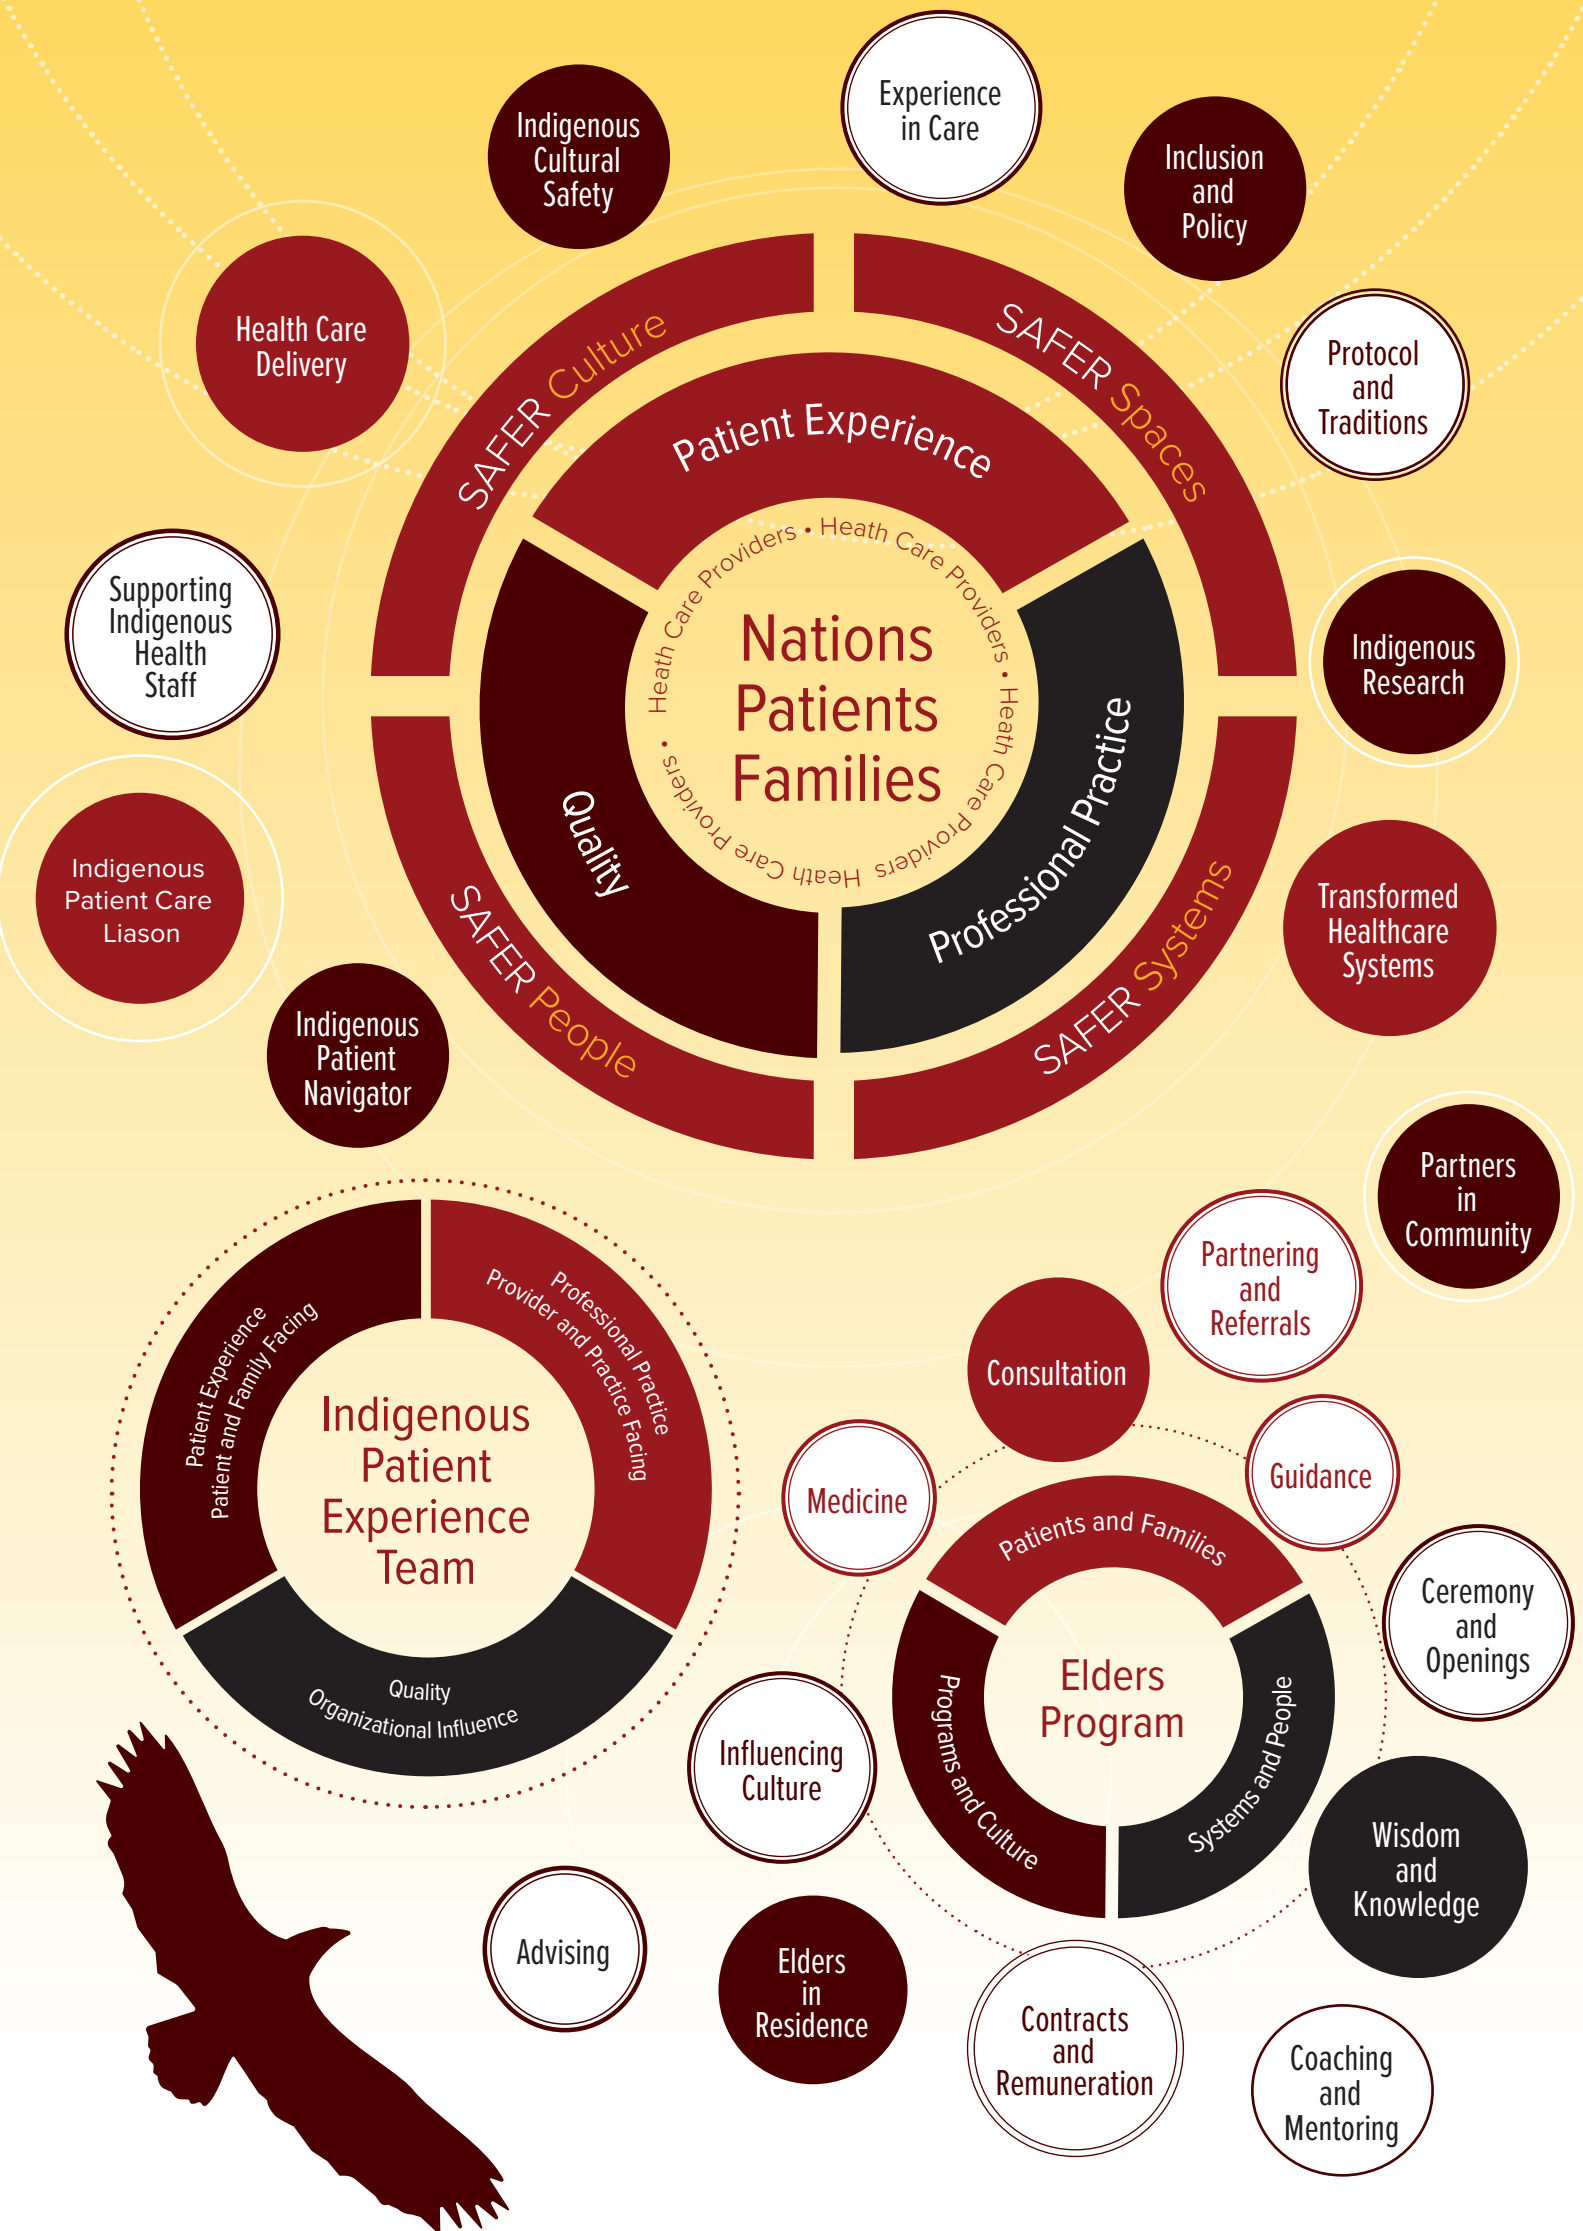 Experience
in Care
Indigenous
Cultural
Safety
Inclusion
and
Policy
Health Care
Delivery
SAFER Culture
SAFER Spaces
Protocol
and
Traditions
Patient Experience
Heath Care Providers • Heath Care Providers • Heath Care Providers Heath Care Providers •
Nations
Patients
Families
Quality
Professional Practice
Supporting
Indigenous
Health
Staff
Indigenous
Research
Indigenous
Patient Care
Liason
SAFER People
SAFER Systems
Transformed
Healthcare
Systems
Indigenous
Patient
Navigator
Partners
in
Community
Partnering
and
Referrals
Patient Experience
Patient and Family Facing
Professional Practice
Provider and Practice Facing
Indigenous
Patient
Experience
Team
Quality
Organizational Influence
Consultation
Medicine
Guidance
Patients and Families
Ceremony
and
Openings
Elders
Program
Programs and Culture
Systems and People
Influencing
Culture
Wisdom
and
Knowledge
Advising
Elders
in
Residence
Contracts
and
Remuneration
Coaching
and
Mentoring